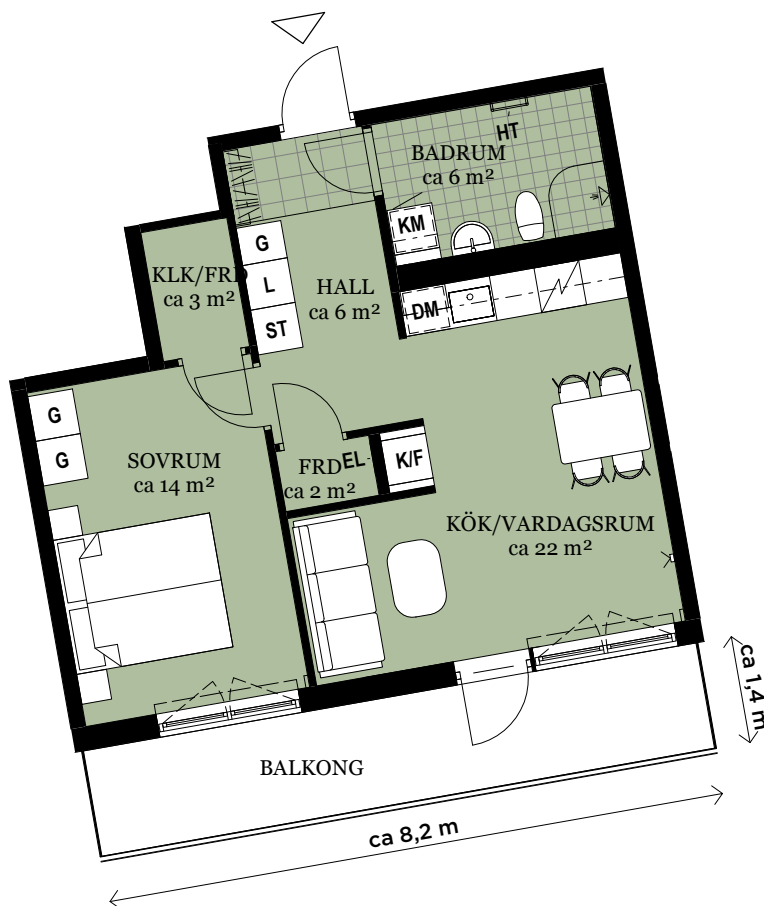 HT
BADRUM
ca 6 m²
KM
G
L
ST
KLK/FRD
ca 3 m²
HALL
ca 6 m²
DM
G
G
SOVRUM
ca 14 m²
FRD
ca 2 m²
EL
K/F
KÖK/VARDAGSRUM
ca 22 m²
ca 1,4 m
BALKONG
ca 8,2 m